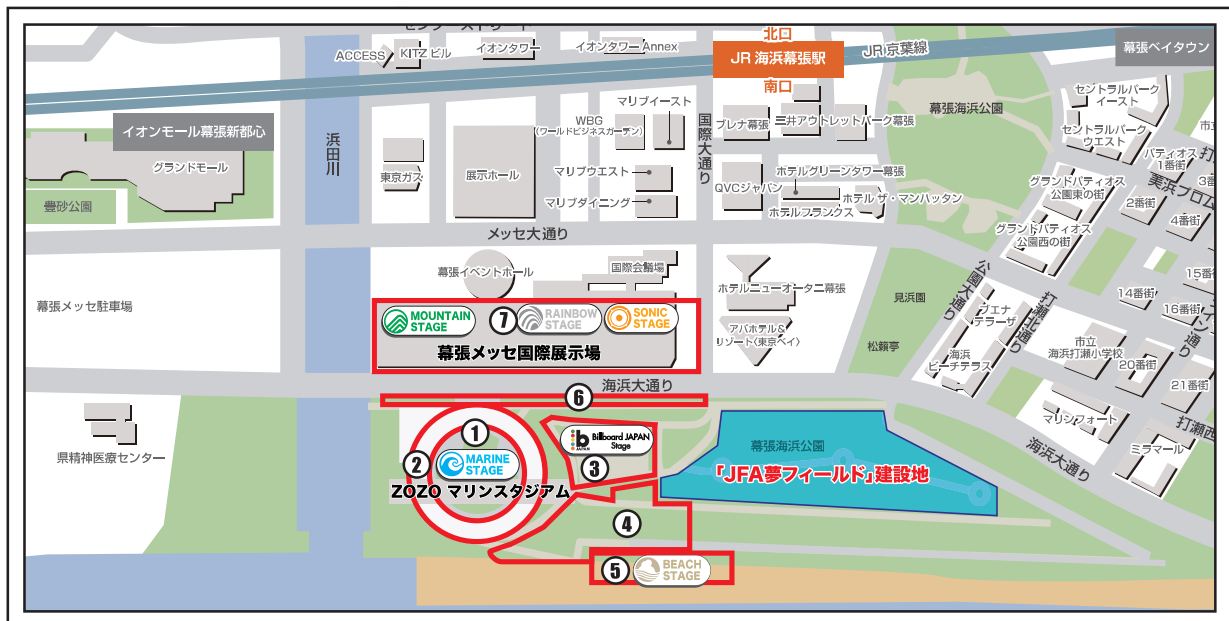 センターストリート
北口
JR 海浜幕張駅
南口
JR 京葉線
幕張ベイタウン
ACCESS
KITZ ビル
イオンタワー
イオンタワー Annex
イオンモール幕張新都心
グランドモール
豊砂公園
浜田川
東京ガス
展示ホール
WBG
(ワールドビジネスガーデン)
マリブイースト
マリブウエスト
マリブダイニング
国際大通り
プレナ幕張
三井アウトレットパーク幕張
QVCジャパン
ホテルグリーンタワー幕張
ホテルフランクス
ホテル ザ・マンハッタン
幕張海浜公園
セントラルパーク
イースト
セントラルパーク
ウエスト
パティオス
1番街
グランドパティオス
公園東の街
グランドパティオス
公園西の街
2番街
4番街
メッセ大通り
幕張メッセ駐車場
幕張イベントホール
国際会議場
ホテルニューオータニ幕張
アパホテル&
リゾート〈東京ベイ〉
見浜園
松籟亭
公園大通り
ブエナ
テラーザ
海浜
ビーチテラス
打瀬北通り
14番街
15番
16番街
市立
海浜打瀬小学校
20番街
21番街
マリンフォート
ミラマール
MOUNTAIN
STAGE
7
RAINBOW
STAGE
SONIC
STAGE
幕張メッセ国際展示場
海浜大通り
6
県精神医療センター
1
2
MARINE
STAGE
ZOZO マリンスタジアム
b
JAPAN
Billboard JAPAN
Stage
3
4
5
BEACH
STAGE
幕張海浜公園
「JFA夢フィールド」建設地
海浜大通り
打瀬西